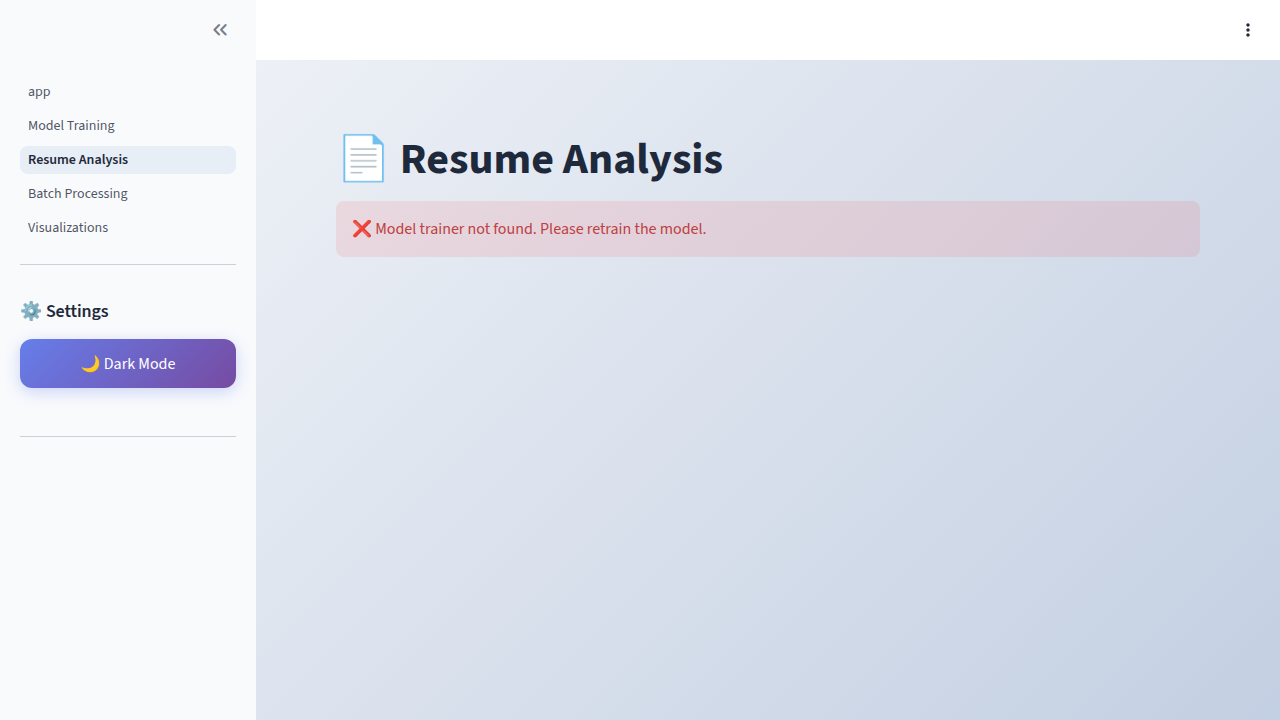 app
Model Training
Resume Analysis
Batch Processing
Visualizations
⚙️ Settings
🌙 Dark Mode
📄 Resume Analysis
❌ Model trainer not found. Please retrain the model.